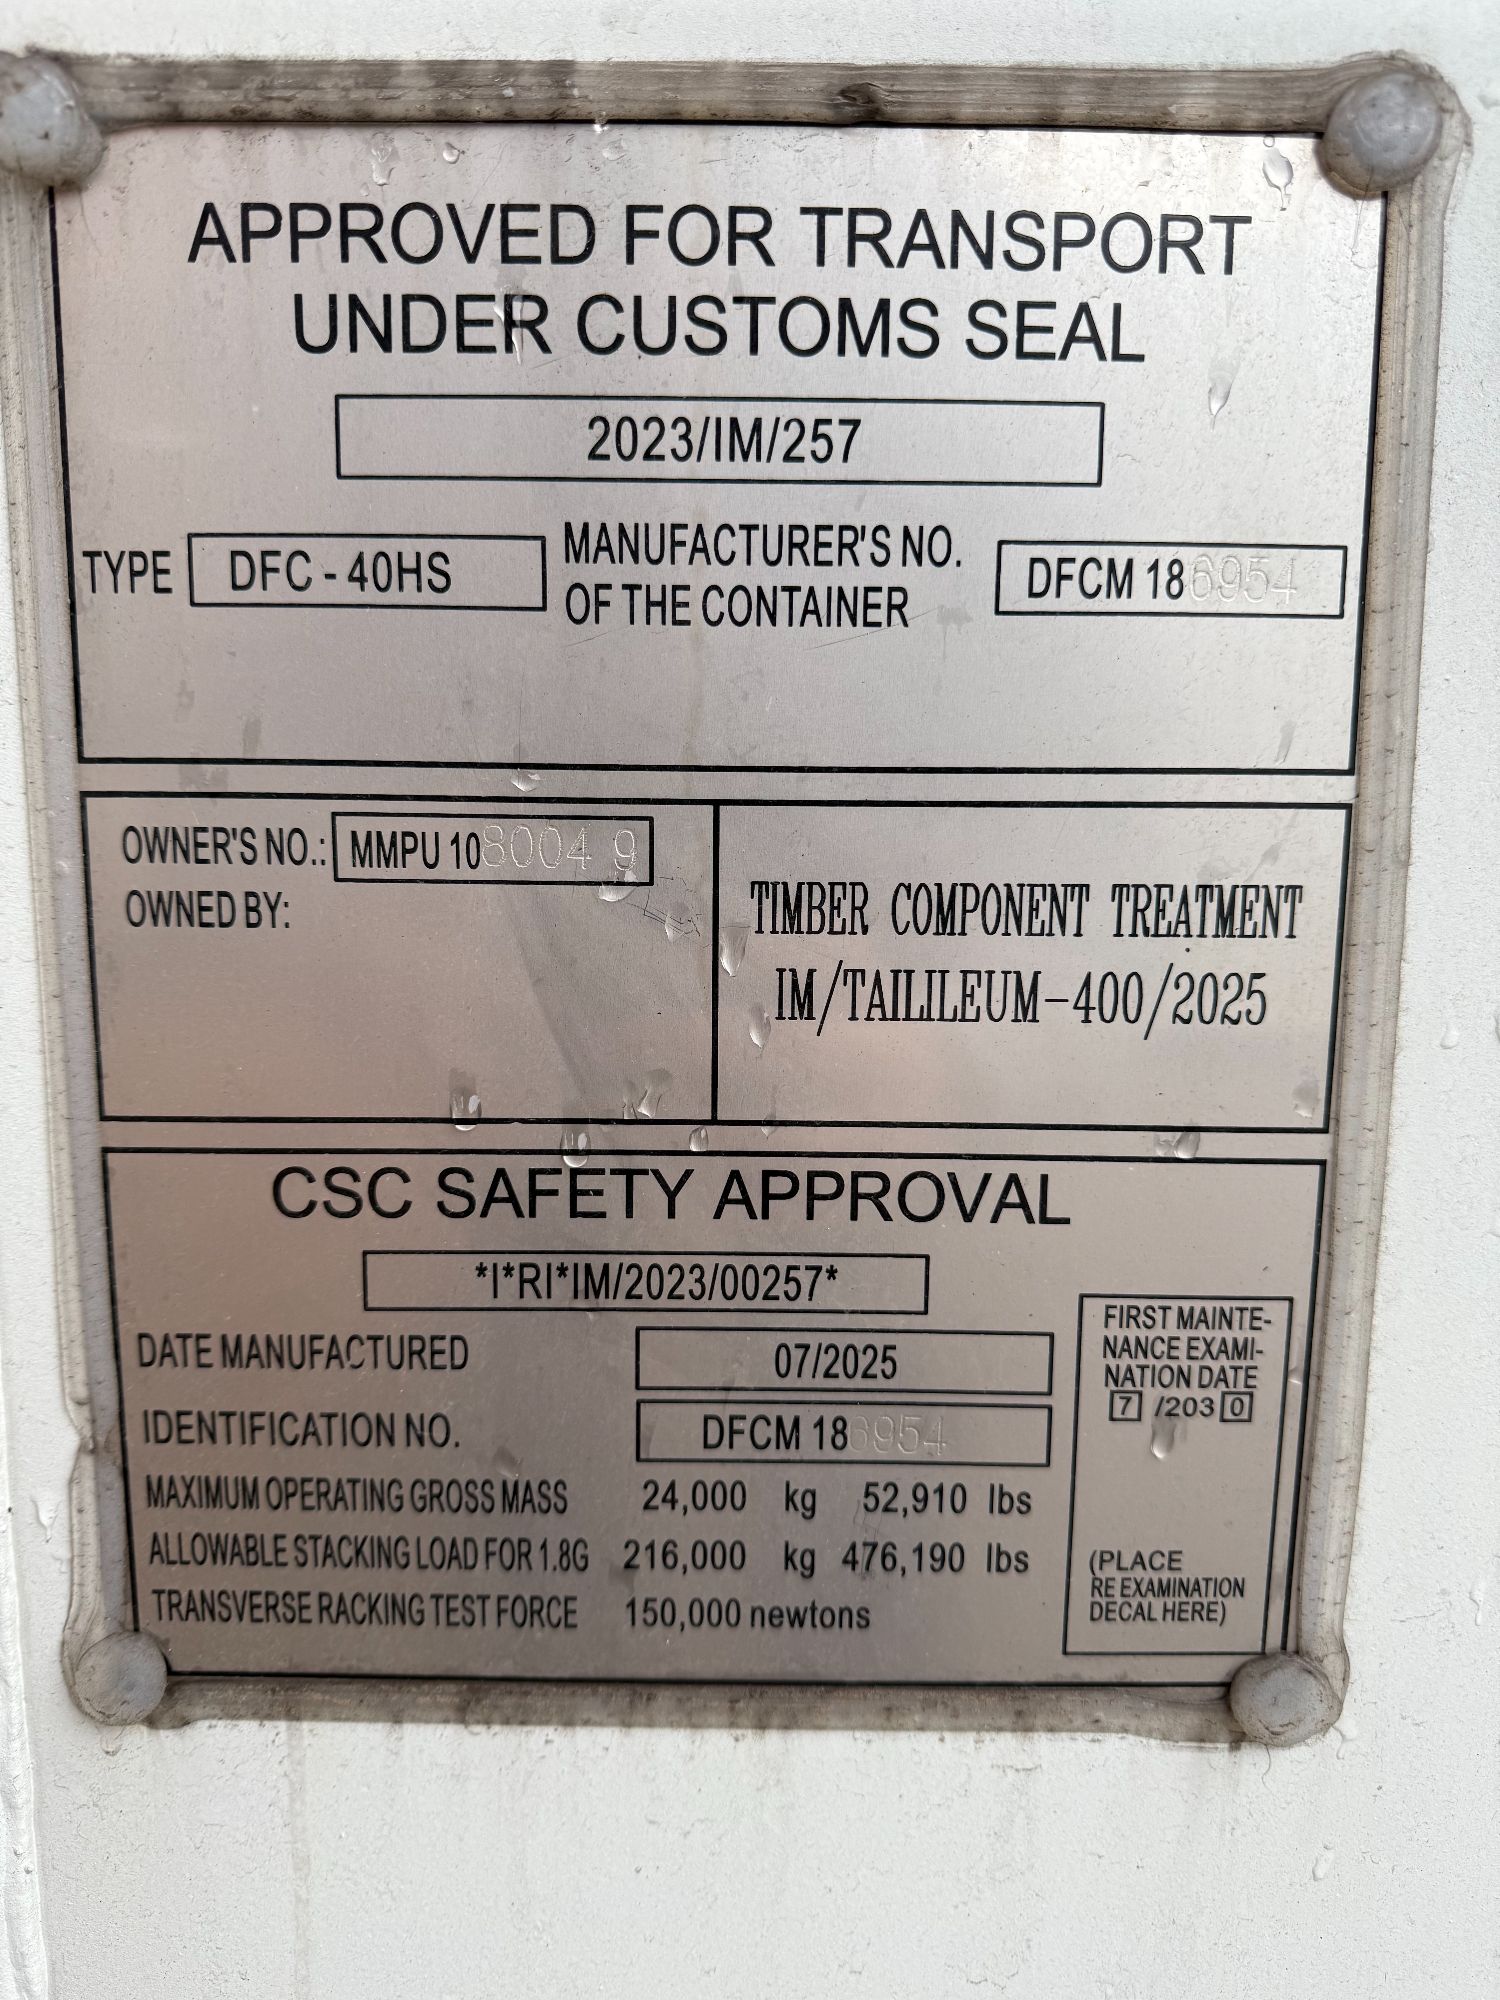 APPROVED FOR TRANSPORT
UNDER CUSTOMS SEAL
2023/IM/257
TYPE DFC - 40HS
MANUFACTURER'S NO.
OF THE CONTAINER
DFCM 186954
OWNER'S NO.: MMPU 1080049
OWNED BY:
TIMBER COMPONENT TREATMENT
IM/TAILILEUM-400/2025
CSC SAFETY APPROVAL
*I*RI*IM/2023/00257*
DATE MANUFACTURED 07/2025
IDENTIFICATION NO. DFCM 186954
MAXIMUM OPERATING GROSS MASS 24,000 kg 52,910 lbs
ALLOWABLE STACKING LOAD FOR 1.8G 216,000 kg 476,190 lbs
TRANSVERSE RACKING TEST FORCE 150,000 newtons
FIRST MAINTE-
NANCE EXAMI-
NATION DATE
7 /203 0
(PLACE
RE EXAMINATION
DECAL HERE)